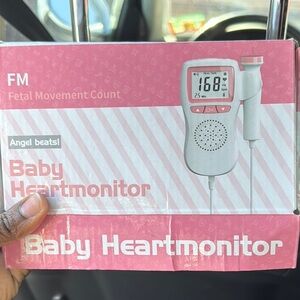 FM
Fetal Movement Count
168
Angel beats!
Baby
Heartmonitor
Baby Heartmonitor